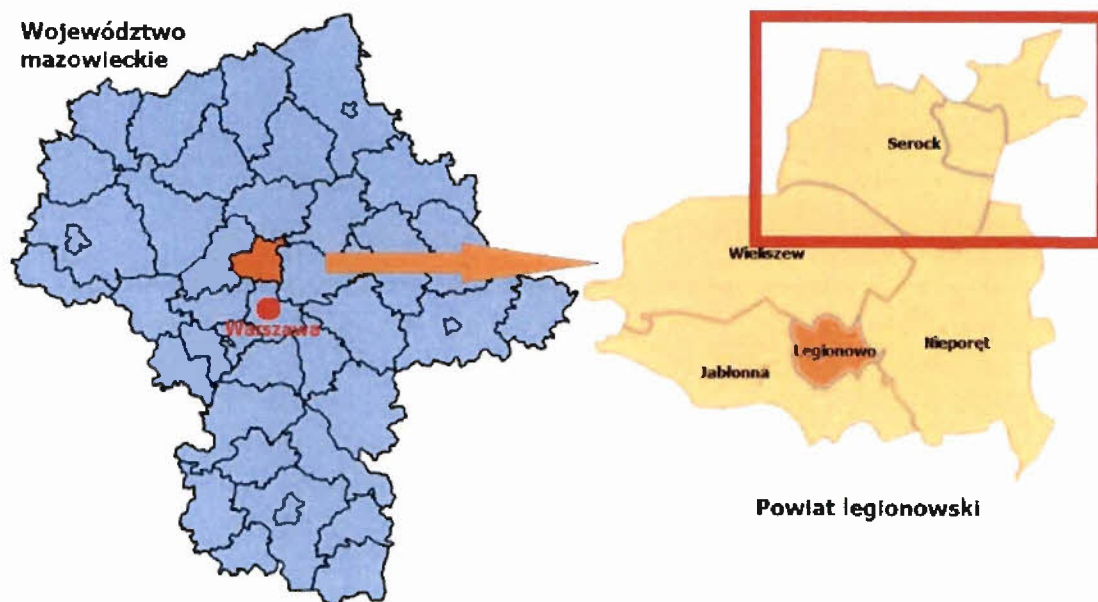 Województwo
mazowieckie
Warszawa
Serock
Wieliszew
Legionowo
Nieporęt
Jabłonna
Powiat legionowski